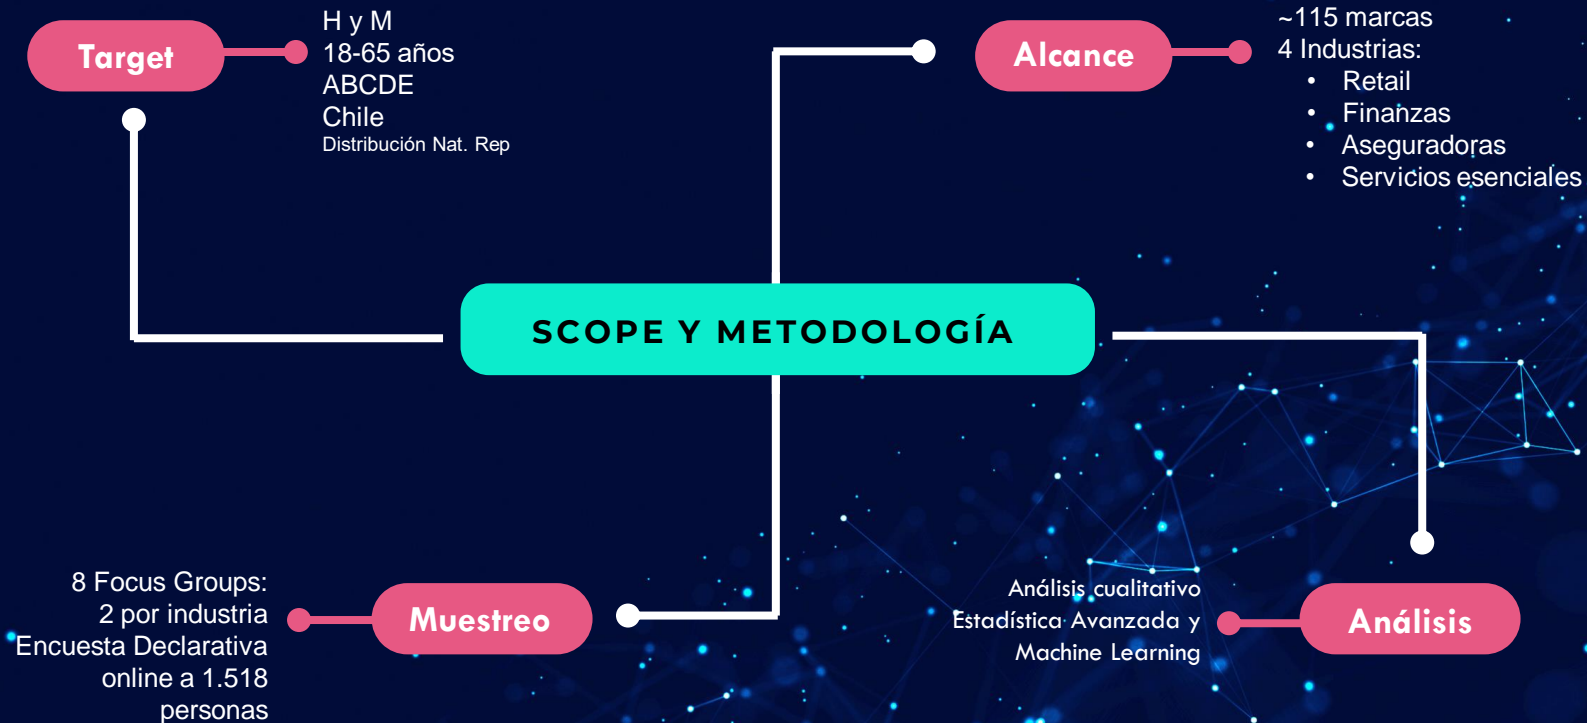 Target
H y M
18-65 años
ABCDE
Chile
Distribución Nat. Rep
Alcance
~115 marcas
4 Industrias:
• Retail
• Finanzas
• Aseguradoras
• Servicios esenciales
SCOPE Y METODOLOGÍA
8 Focus Groups:
2 por industria
Encuesta Declarativa
online a 1.518
personas
Muestreo
Análisis cualitativo
Estadística Avanzada y
Machine Learning
Análisis